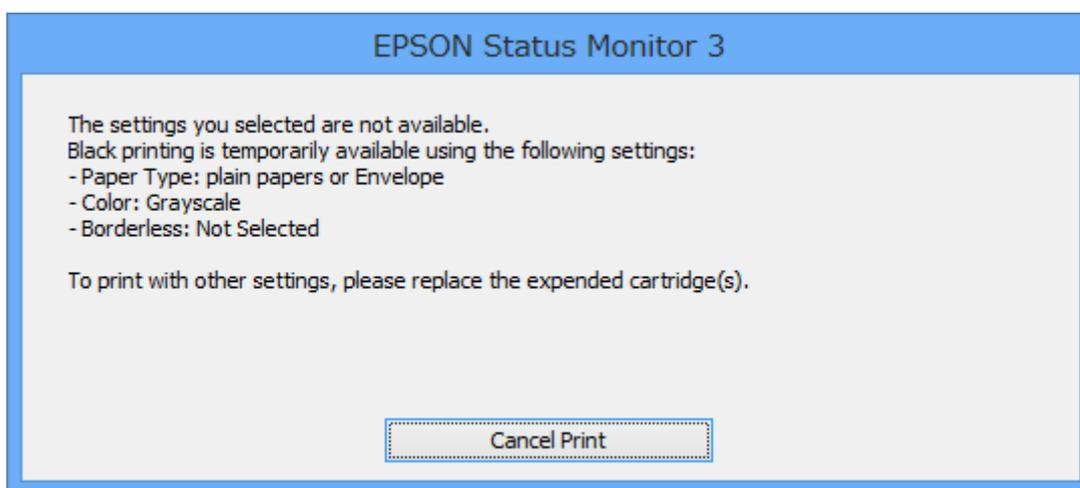 EPSON Status Monitor 3
The settings you selected are not available.
Black printing is temporarily available using the following settings:
- Paper Type: plain papers or Envelope
- Color: Grayscale
- Borderless: Not Selected
To print with other settings, please replace the expended cartridge(s).
Cancel Print